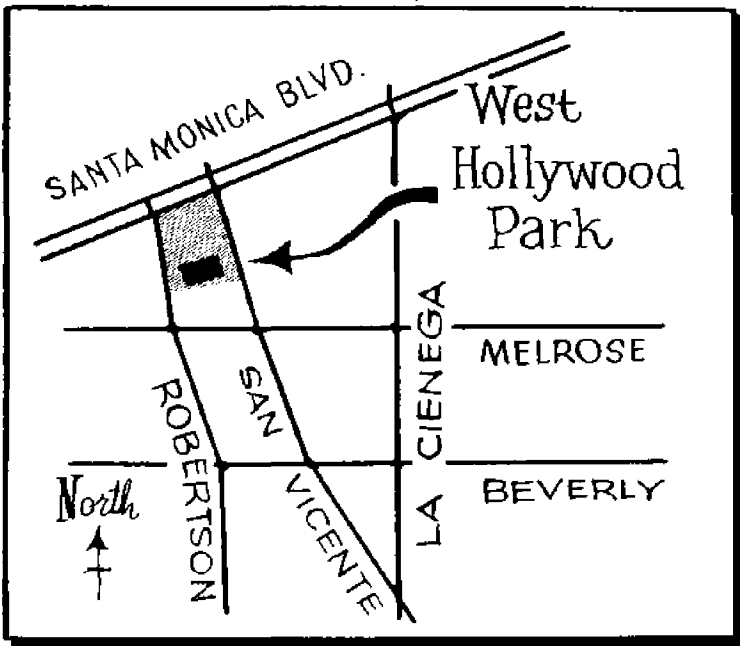 SANTA MONICA BLVD.
West
Hollywood
Park
MELROSE
ROBERTSON
SAN
VICENTE
LA CIENEGA
BEVERLY
North